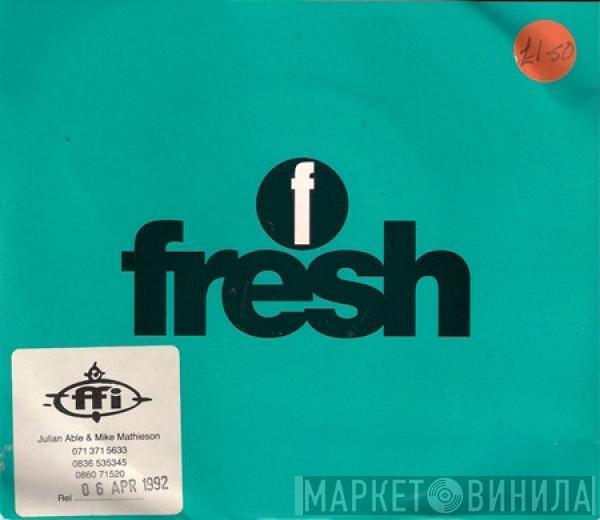 £1-50
f
fresh
ffi
Julian Able & Mike Mathieson
071 371 5633
0836 535345
0860 71520
Rel ..... 06 APR 1992
МАРКЕТ ВИНИЛА